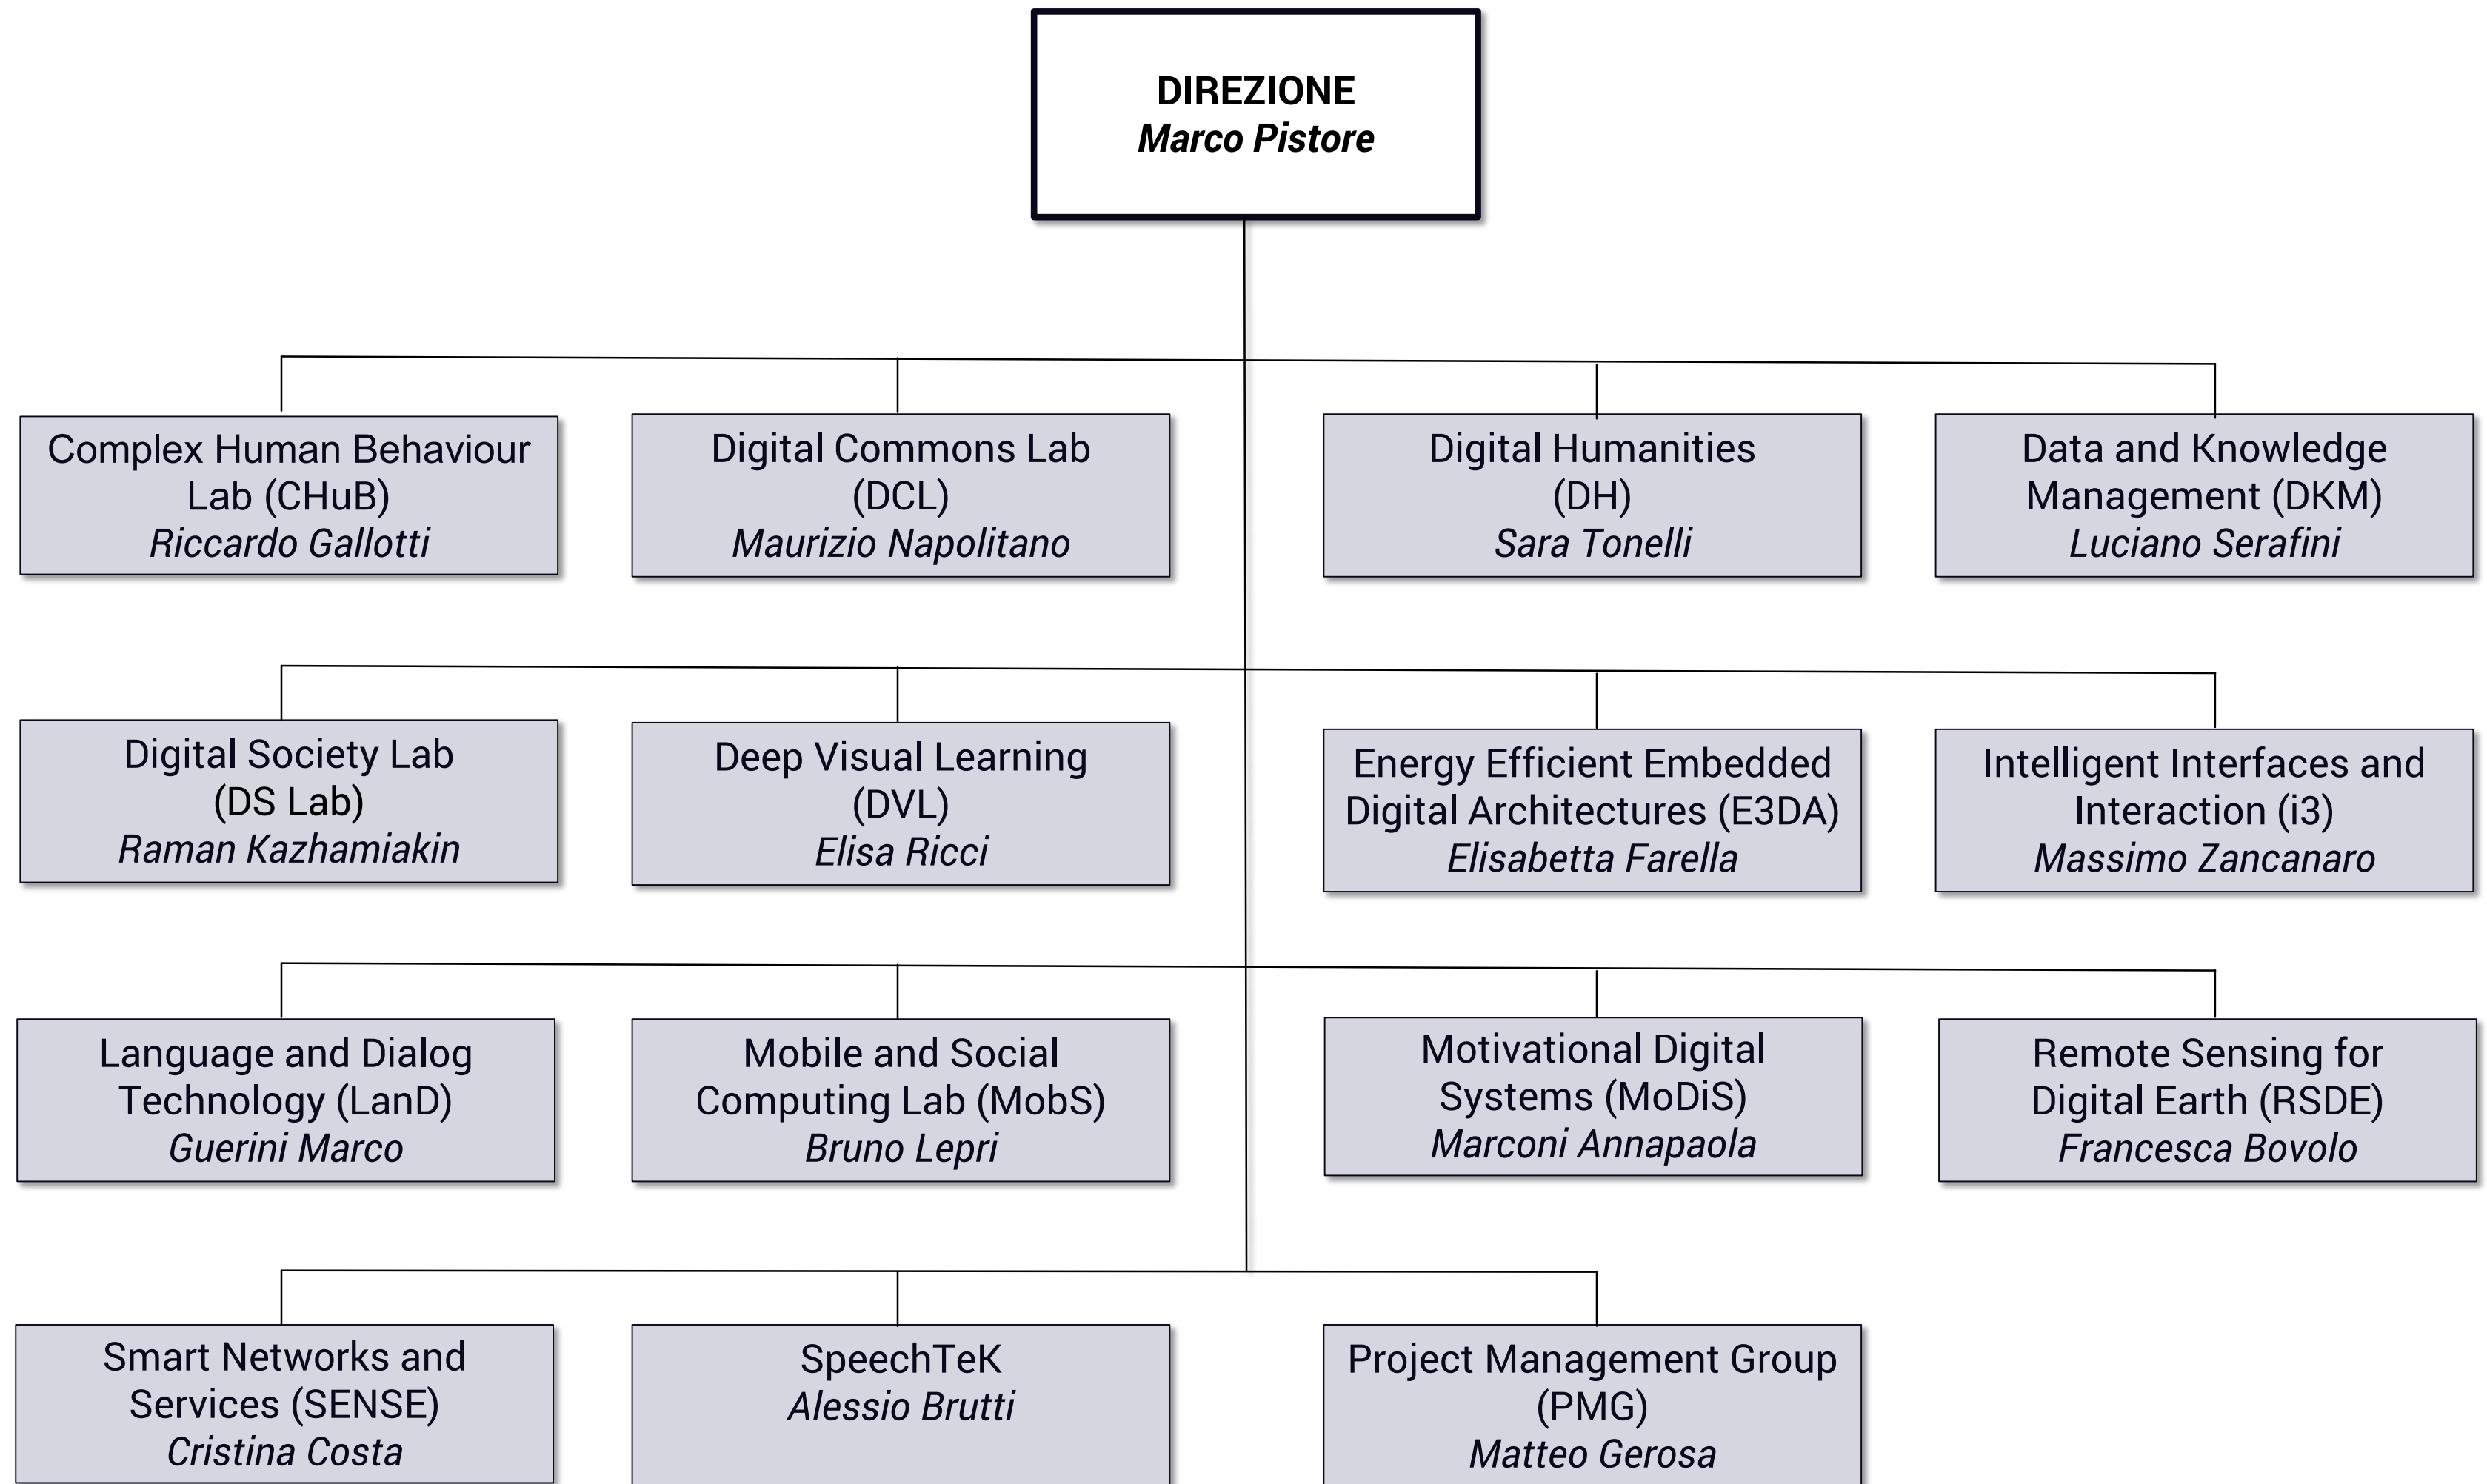 DIREZIONE
Marco Pistore
Complex Human Behaviour
Lab (CHuB)
Riccardo Gallotti
Digital Commons Lab
(DCL)
Maurizio Napolitano
Digital Humanities
(DH)
Sara Tonelli
Data and Knowledge
Management (DKM)
Luciano Serafini
Digital Society Lab
(DS Lab)
Raman Kazhamiakin
Deep Visual Learning
(DVL)
Elisa Ricci
Energy Efficient Embedded
Digital Architectures (E3DA)
Elisabetta Farella
Intelligent Interfaces and
Interaction (i3)
Massimo Zancanaro
Language and Dialog
Technology (LanD)
Guerini Marco
Mobile and Social
Computing Lab (MobS)
Bruno Lepri
Motivational Digital
Systems (MoDiS)
Marconi Annapaola
Remote Sensing for
Digital Earth (RSDE)
Francesca Bovolo
Smart Networks and
Services (SENSE)
Cristina Costa
SpeechTeK
Alessio Brutti
Project Management Group
(PMG)
Matteo Gerosa